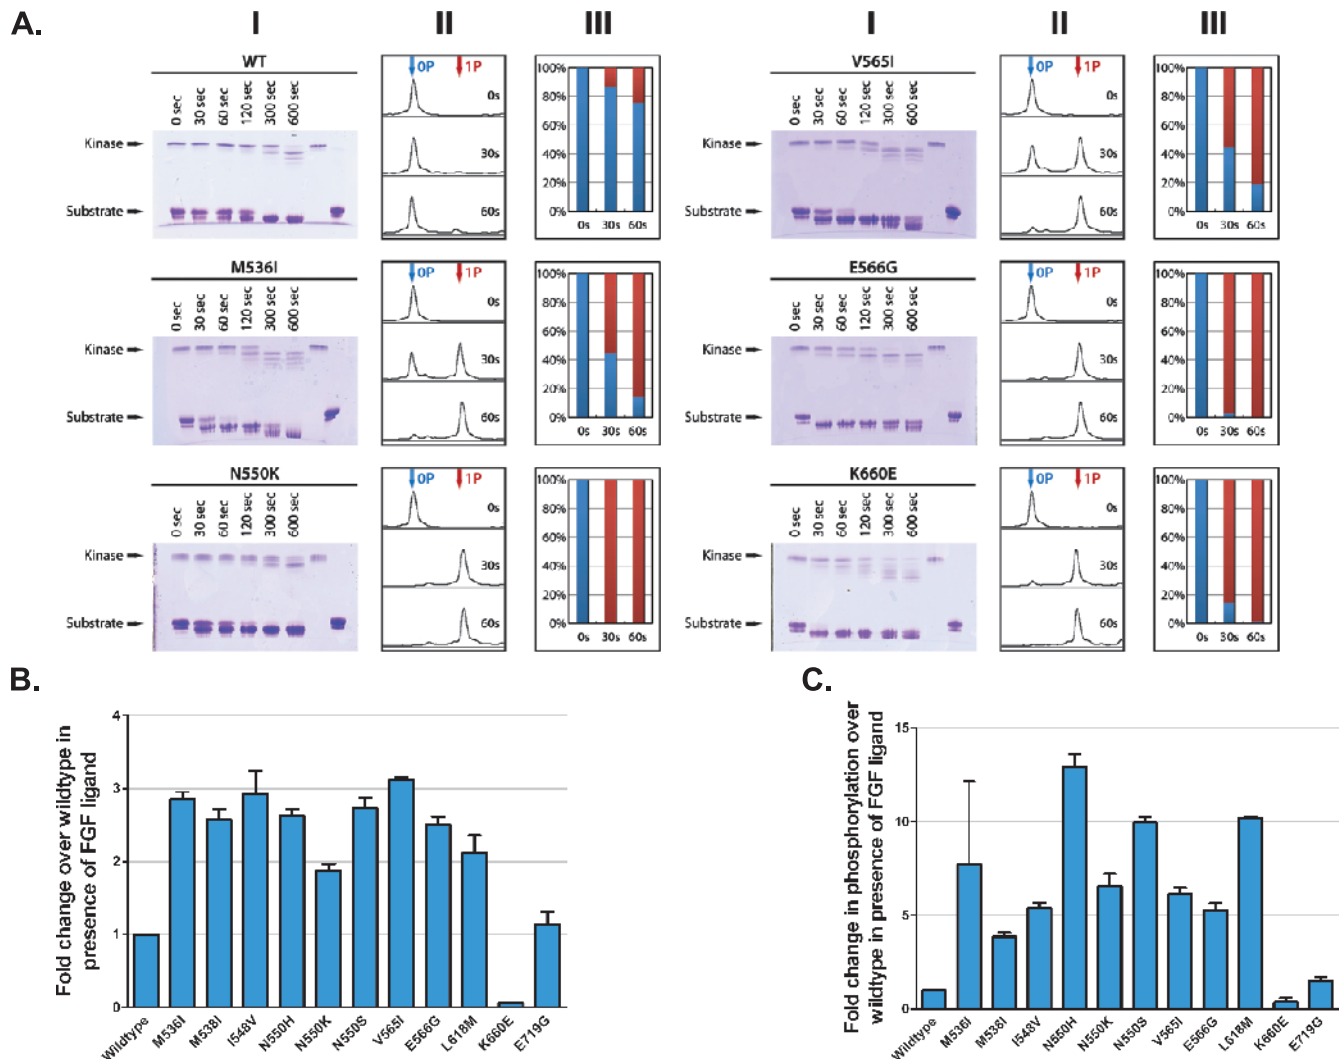 A.
I II III I II III
WT
0 sec 30 sec 60 sec 120 sec 300 sec 600 sec
Kinase
Substrate
0P 1P
0s
30s
60s
100%
80%
60%
40%
20%
0%
0s 30s 60s
V565I
0 sec 30 sec 60 sec 120 sec 300 sec 600 sec
Kinase
Substrate
0P 1P
0s
30s
60s
100%
80%
60%
40%
20%
0%
0s 30s 60s
M536I
0 sec 30 sec 60 sec 120 sec 300 sec 600 sec
Kinase
Substrate
0P 1P
0s
30s
60s
100%
80%
60%
40%
20%
0%
0s 30s 60s
E566G
0 sec 30 sec 60 sec 120 sec 300 sec 600 sec
Kinase
Substrate
0P 1P
0s
30s
60s
100%
80%
60%
40%
20%
0%
0s 30s 60s
N550K
0 sec 30 sec 60 sec 120 sec 300 sec 600 sec
Kinase
Substrate
0P 1P
0s
30s
60s
100%
80%
60%
40%
20%
0%
0s 30s 60s
K660E
0 sec 30 sec 60 sec 120 sec 300 sec 600 sec
Kinase
Substrate
0P 1P
0s
30s
60s
100%
80%
60%
40%
20%
0%
0s 30s 60s
B.
Fold change over wildtype in
presence of FGF ligand
4
3
2
1
0
Wildtype M536I M538I I548V N550H N550K N550S V565I E566G L618M K660E E719G
C.
Fold change in phosphorylation over
wildtype in presence of FGF ligand
15
10
5
0
Wildtype M536I M538I I548V N550H N550K N550S V565I E566G L618M K660E E719G